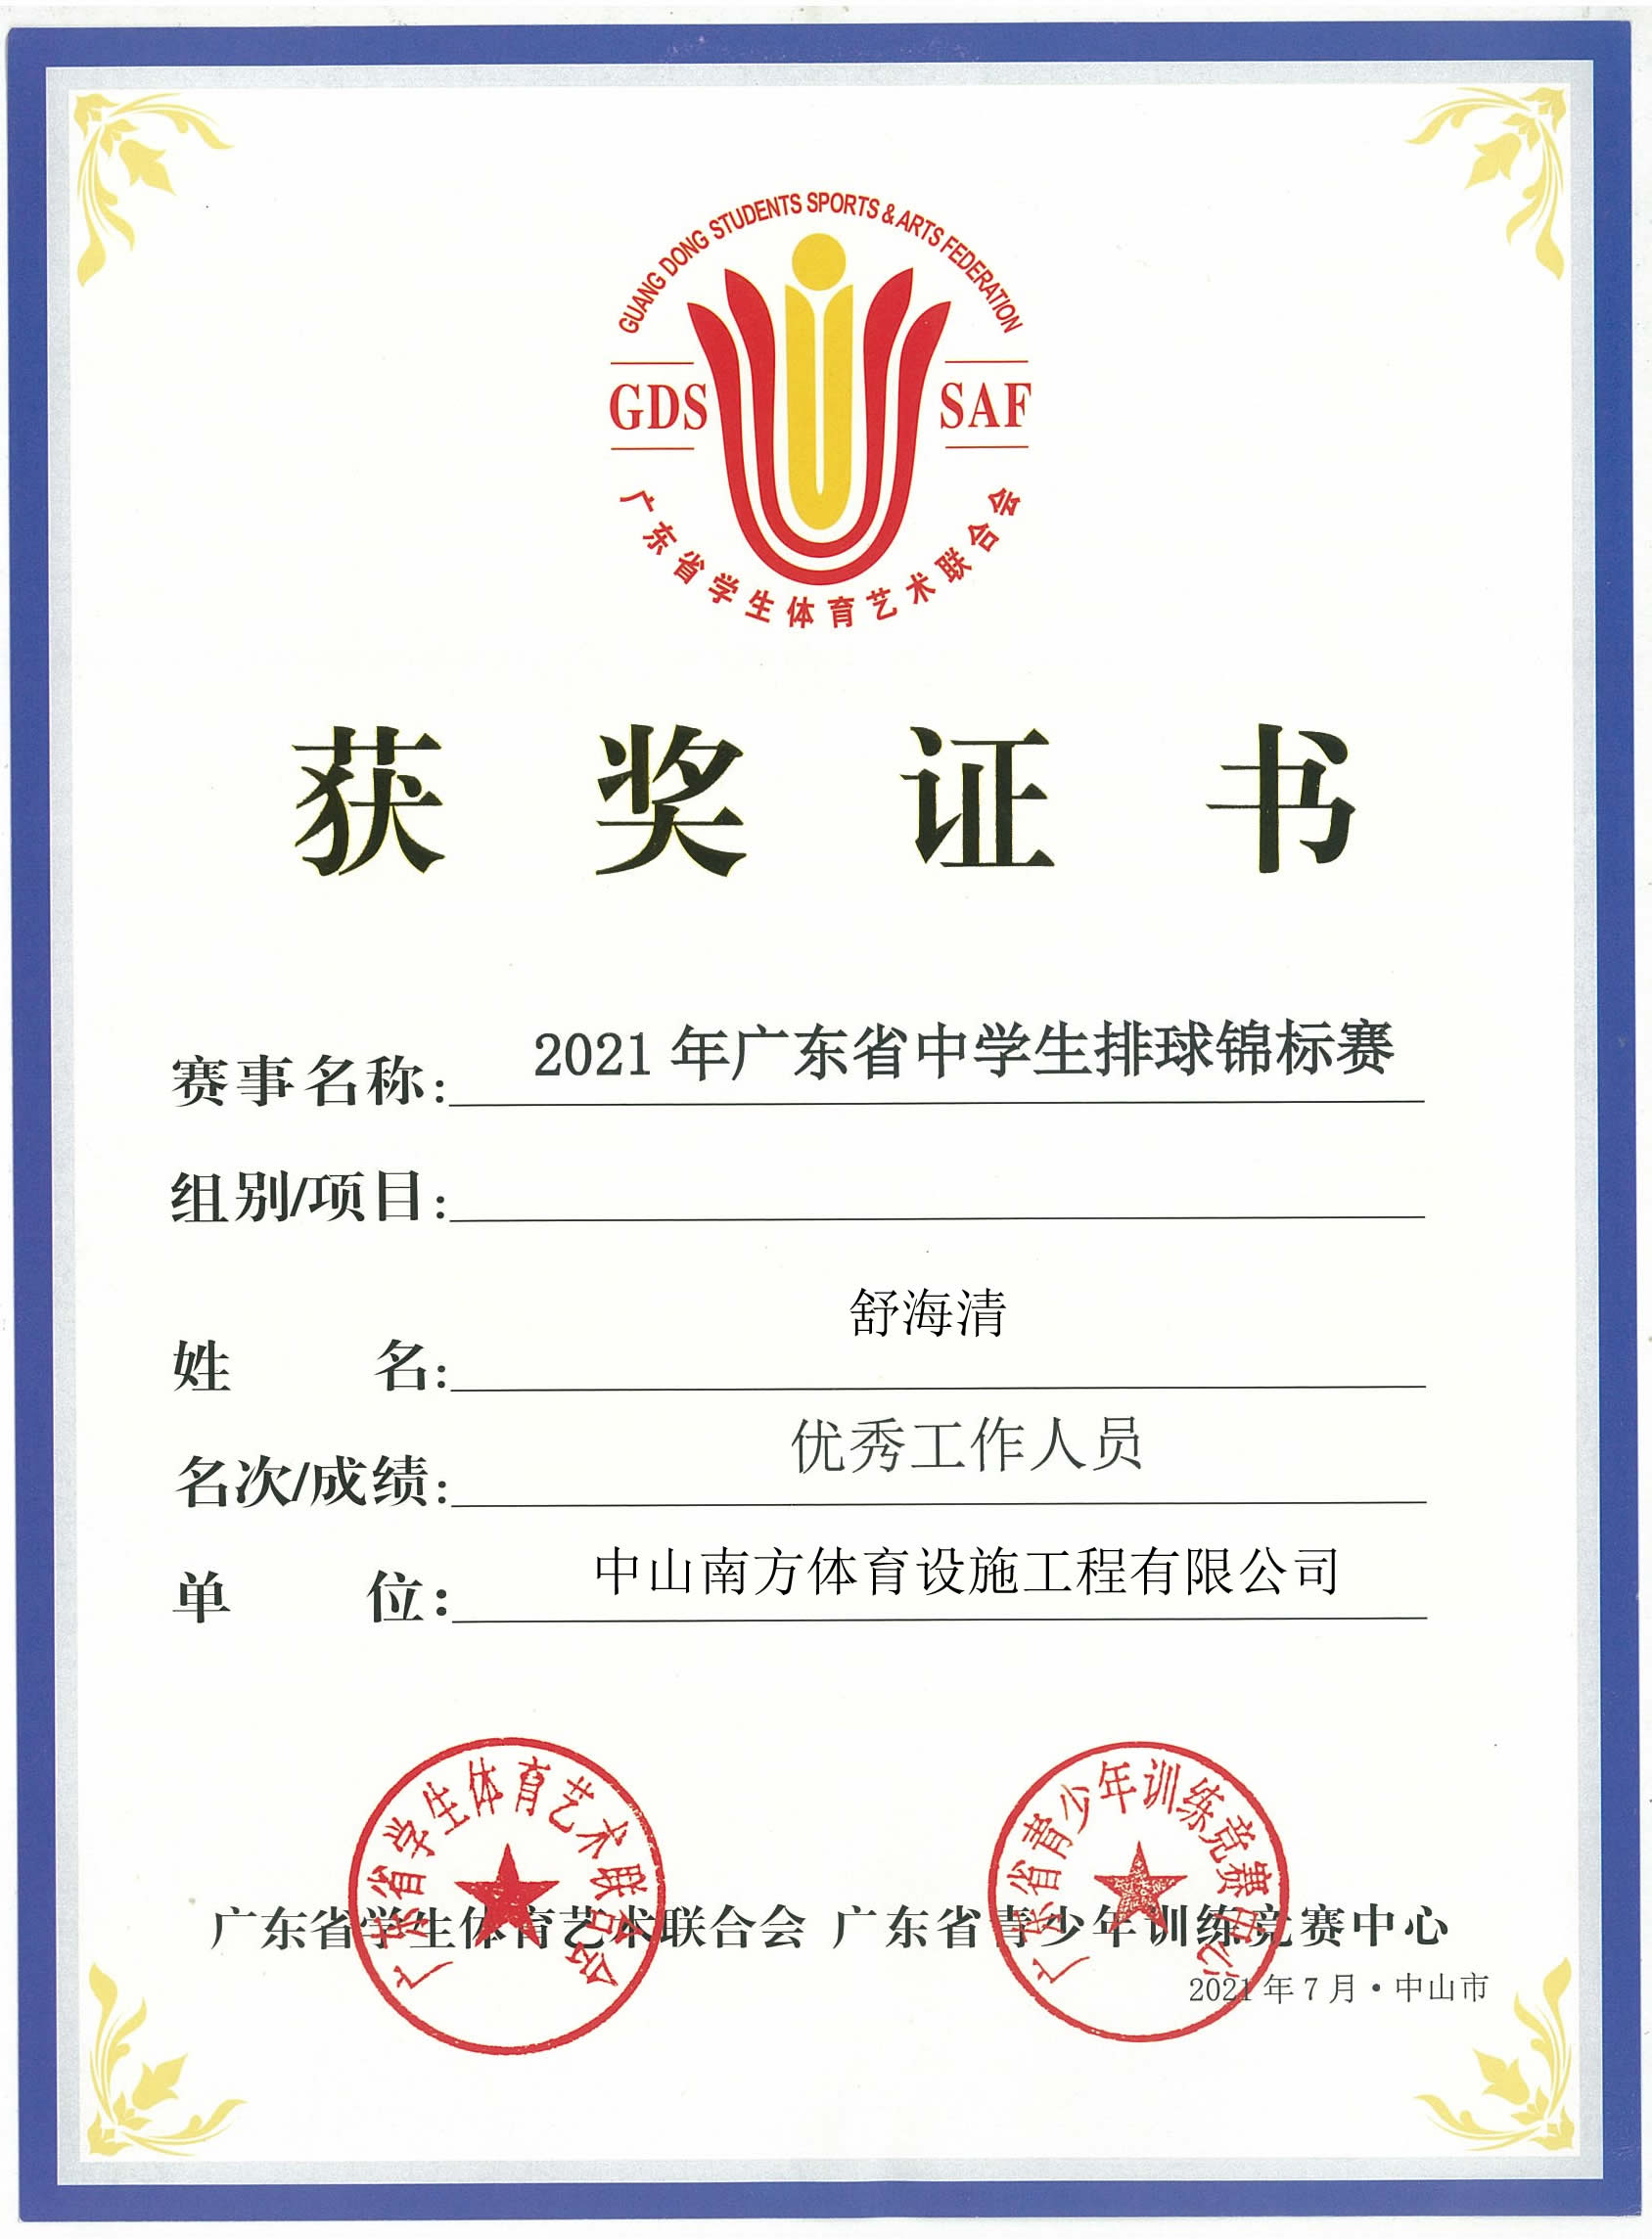 GUANG DONG STUDENTS SPORTS & ARTS FEDERATION
GDS SAF
广东省学生体育艺术联合会
获奖证书
赛事名称: 2021年广东省中学生排球锦标赛
组别/项目:
姓名: 舒海清
名次/成绩: 优秀工作人员
单位: 中山南方体育设施工程有限公司
广东省学生体育艺术联合会
广东省青少年训练竞赛中心
广东省学生体育艺术联合会 广东省青少年训练竞赛中心
2021年7月·中山市